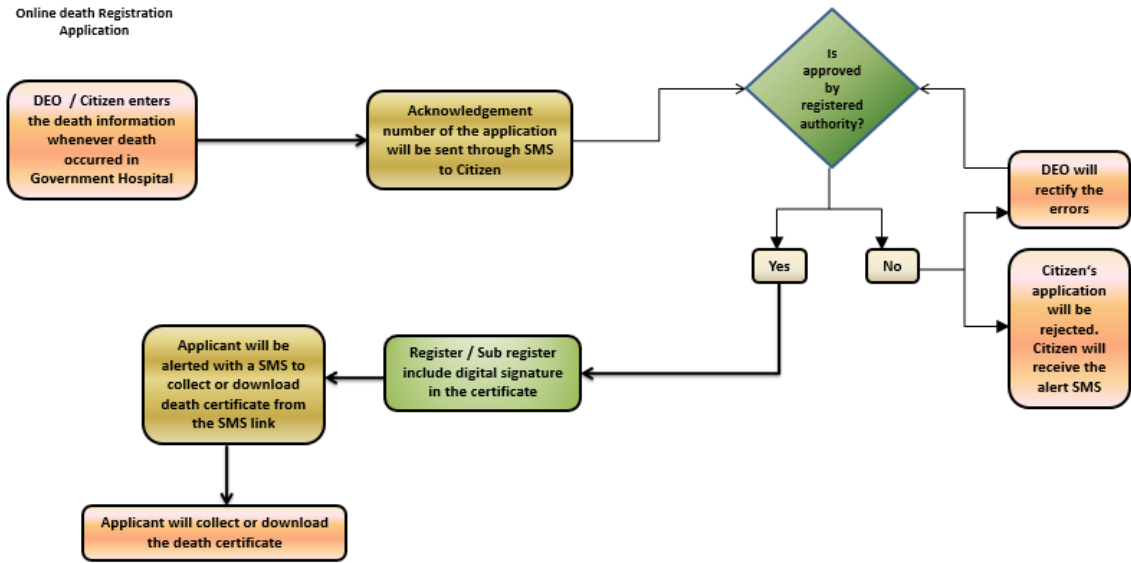 Online death Registration
Application
DEO / Citizen enters
the death information
whenever death
occurred in
Government Hospital
Acknowledgement
number of the application
will be sent through SMS
to Citizen
Is
approved
by
registered
authority?
DEO will
rectify the
errors
Yes
No
Citizen‘s
application
will be
rejected.
Citizen will
receive the
alert SMS
Register / Sub register
include digital signature
in the certificate
Applicant will be
alerted with a SMS to
collect or download
death certificate from
the SMS link
Applicant will collect or download
the death certificate